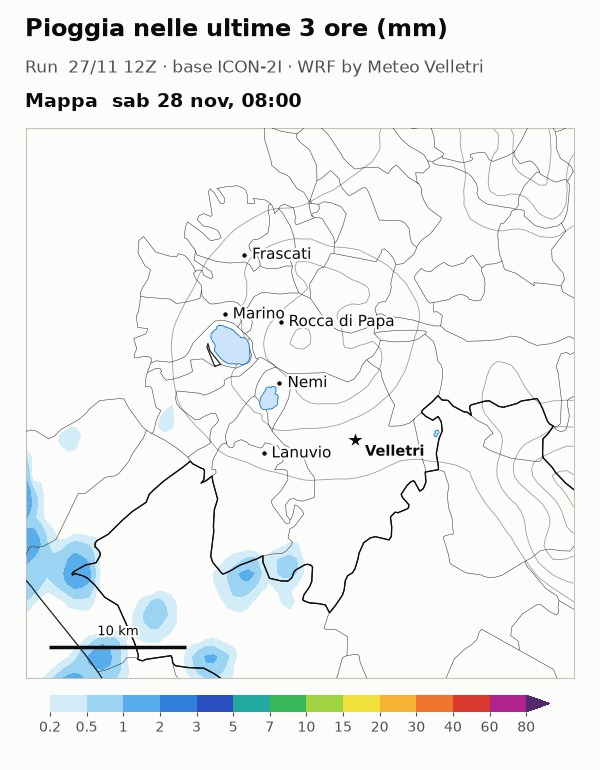 Pioggia nelle ultime 3 ore (mm)
Run 27/11 12Z · base ICON-2I · WRF by Meteo Velletri
Mappa sab 28 nov, 08:00
Frascati
Marino
Rocca di Papa
Nemi
Velletri
Lanuvio
10 km
0.2 0.5 1 2 3 5 7 10 15 20 30 40 60 80